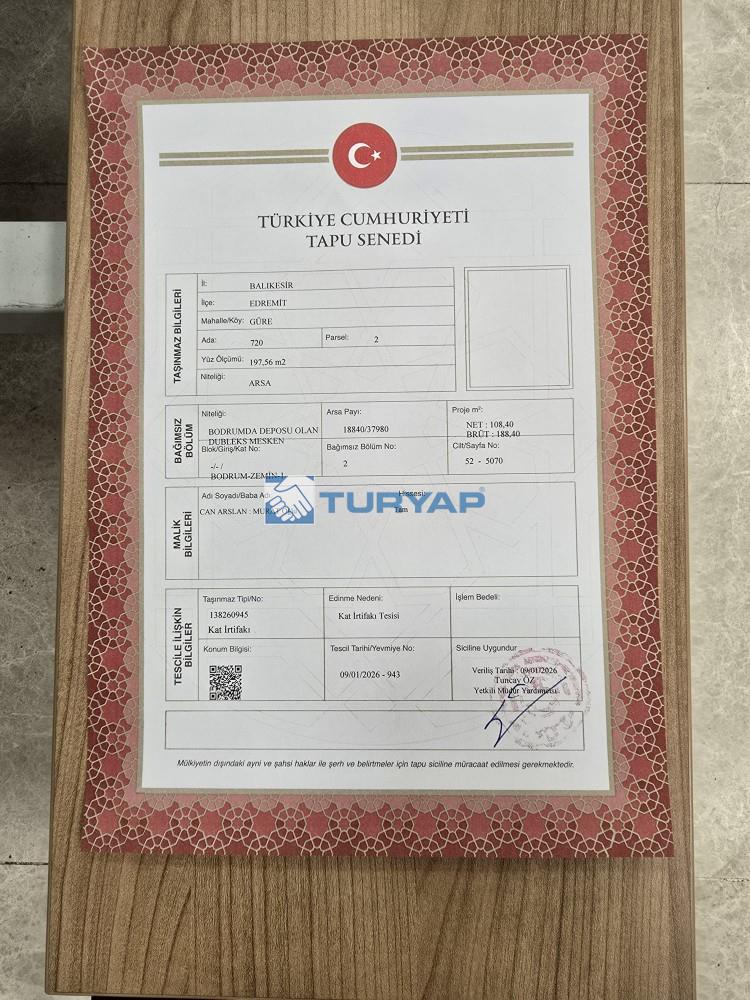 TÜRKİYE CUMHURİYETİ
TAPU SENEDİ
TAŞINMAZ BİLGİLERİ
İl: BALIKESİR
İlçe: EDREMİT
Mahalle/Köy: GÜRE
Ada: 720 Parsel: 2
Yüz Ölçümü: 197,56 m2
Niteliği: ARSA
BAĞIMSIZ BÖLÜM
Niteliği: BODRUMDA DEPOSU OLAN DUBLEKS MESKEN
Arsa Payı: 18840/37980
Proje m²: NET : 108,40 BRÜT : 188,40
Blok/Giriş/Kat No: -/- / BODRUM-ZEMİN-1
Bağımsız Bölüm No: 2
Cilt/Sayfa No: 52 - 5070
MALİK BİLGİLERİ
Adı Soyadı/Baba Adı Hissesi:
CAN ARSLAN : Tam
TURYAP
TESCİLE İLİŞKİN BİLGİLER
Taşınmaz Tipi/No: 138260945 Kat İrtifakı
Edinme Nedeni: Kat İrtifakı Tesisi
İşlem Bedeli:
Konum Bilgisi:
Tescil Tarihi/Yevmiye No: 09/01/2026 - 943
Siciline Uygundur
Veriliş Tarihi : 09/01/2026
Tuncay ÖZ
Yetkili Müdür Yardımcısı
Mülkiyetin dışındaki ayni ve şahsi haklar ile şerh ve belirtmeler için tapu siciline müracaat edilmesi gerekmektedir.